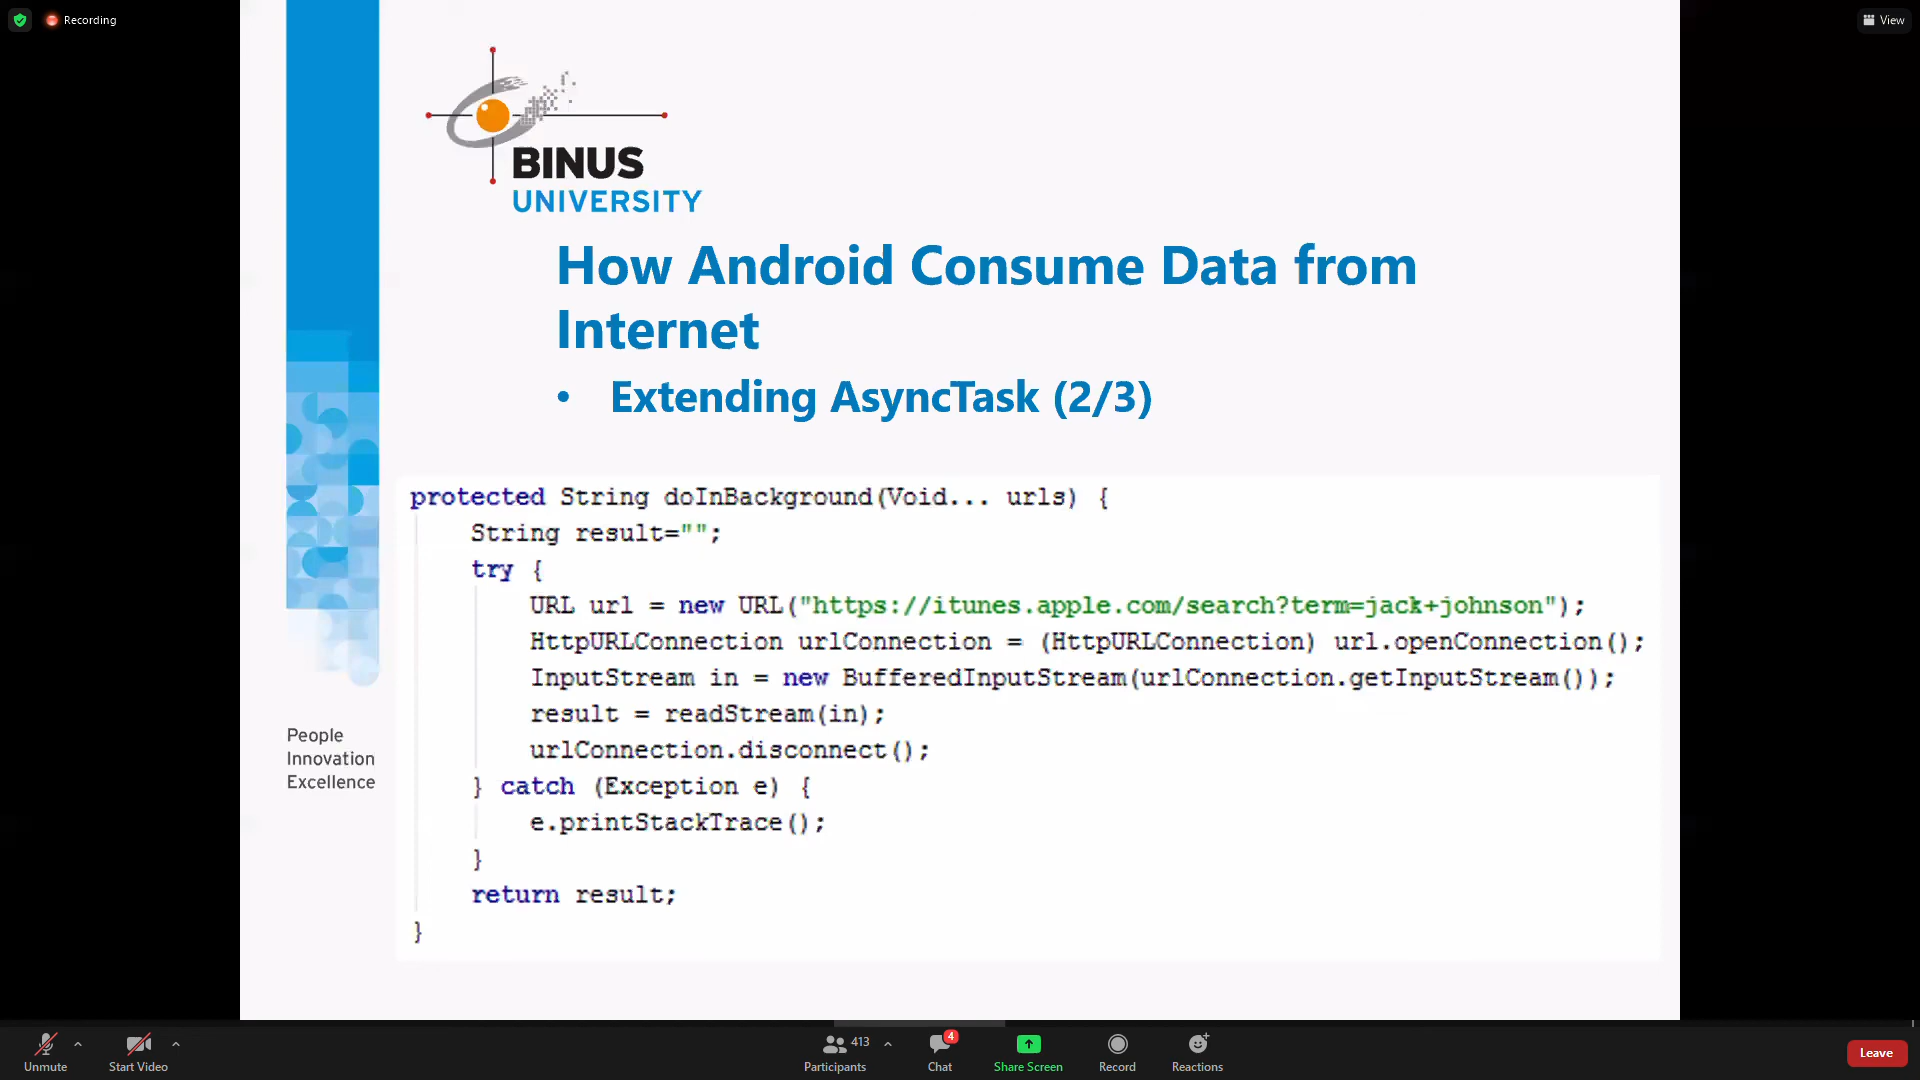 Recording
View
BINUS
UNIVERSITY
How Android Consume Data from
Internet
• Extending AsyncTask (2/3)
protected String doInBackground(Void... urls) {
String result="";
try {
URL url = new URL("https://itunes.apple.com/search?term=jack+johnson");
HttpURLConnection urlConnection = (HttpURLConnection) url.openConnection();
InputStream in = new BufferedInputStream(urlConnection.getInputStream());
result = readStream(in);
urlConnection.disconnect();
} catch (Exception e) {
e.printStackTrace();
}
return result;
}
People
Innovation
Excellence
Unmute
Start Video
413
Participants
4
Chat
Share Screen
Record
Reactions
Leave